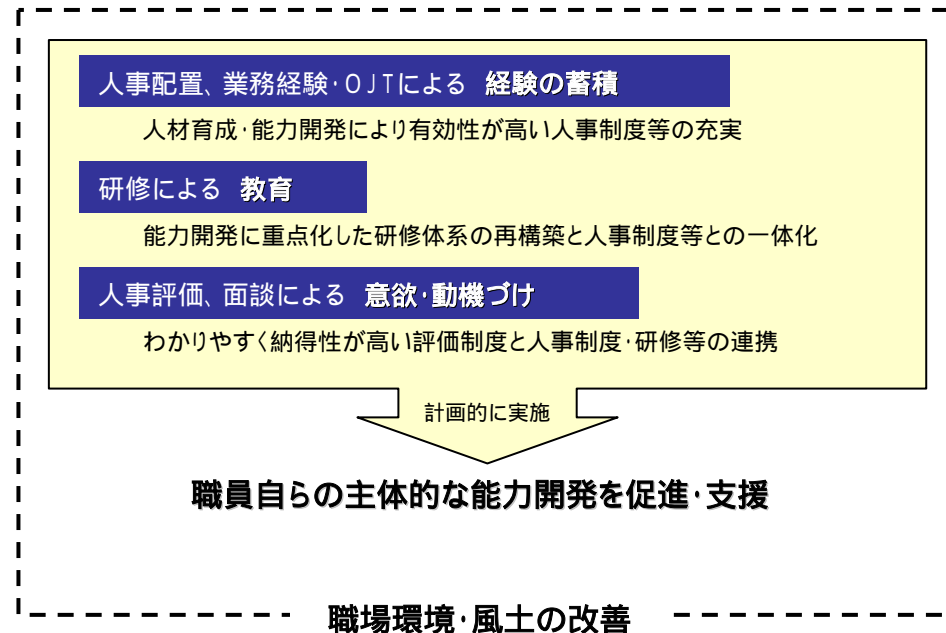 人事配置、業務経験･OJTによる 経験の蓄積
人材育成･能力開発により有効性が高い人事制度等の充実
研修による 教育
能力開発に重点化した研修体系の再構築と人事制度等との一体化
人事評価、面談による 意欲･動機づけ
わかりやすく納得性が高い評価制度と人事制度･研修等の連携
計画的に実施
職員自らの主体的な能力開発を促進･支援
職場環境･風土の改善